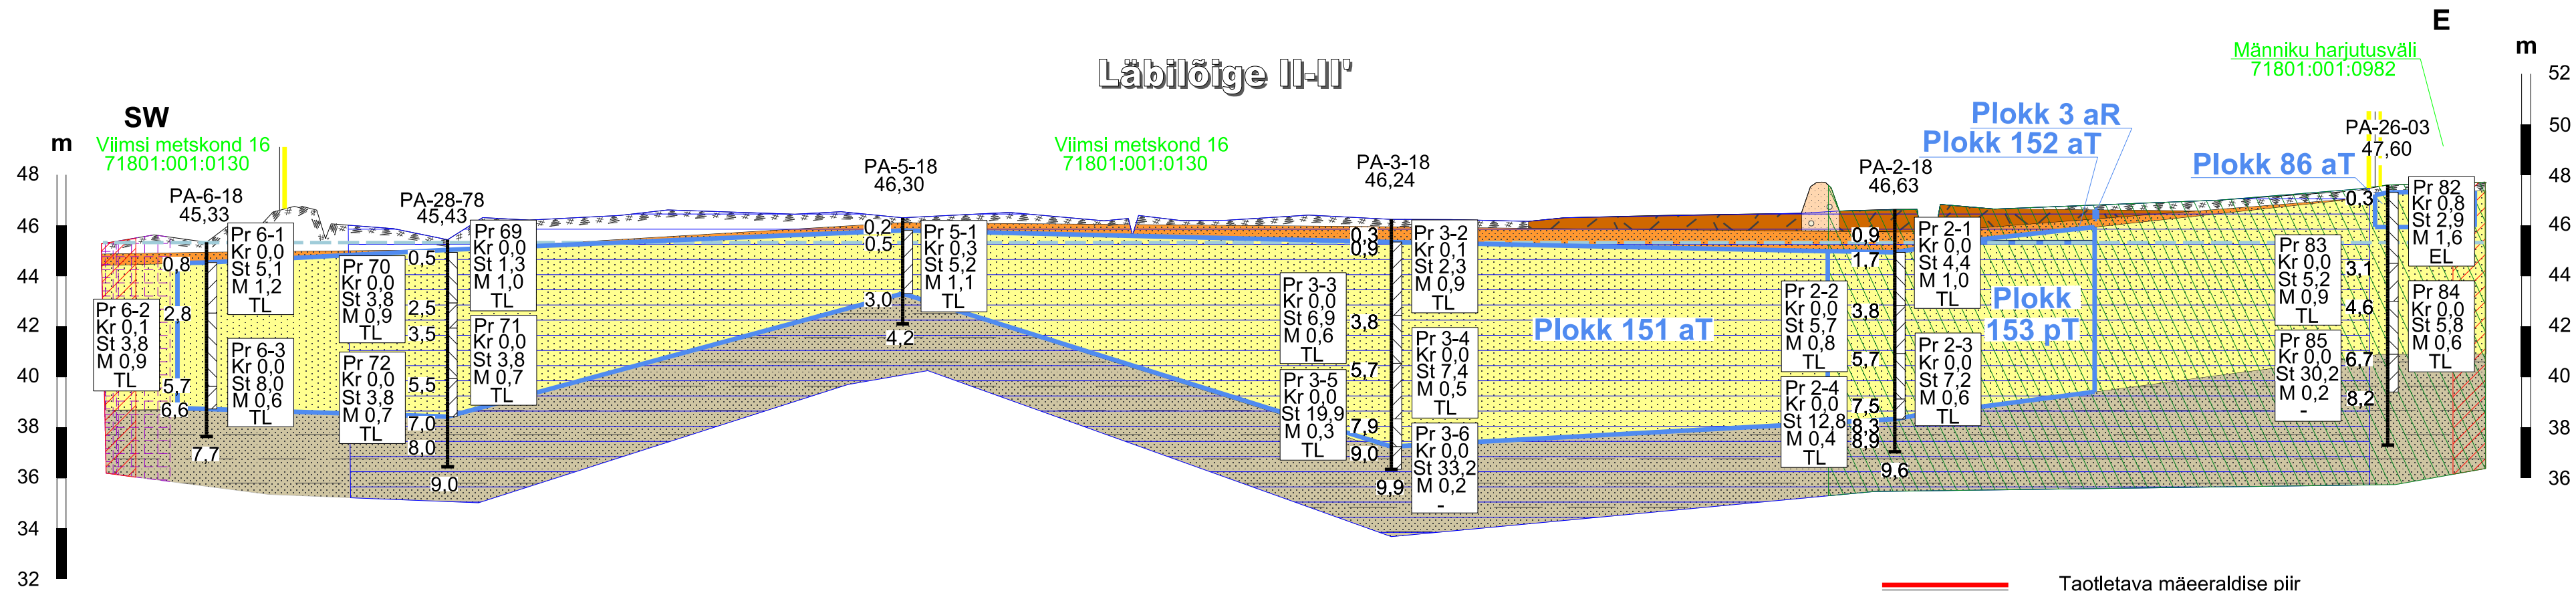 E
Männiku harjutusväli
71801:001:0982
m
52
Läbilõige II-II'
SW
Viimsi metskond 16
71801:001:0130
m
Viimsi metskond 16
71801:001:0130
Plokk 3 aR
Plokk 152 aT
Plokk 86 aT
PA-6-18
45,33
PA-28-78
45,43
PA-5-18
46,30
PA-3-18
46,24
PA-2-18
46,63
PA-26-03
47,60
48
46
44
42
40
38
36
34
32
Pr 6-2
Kr 0,1
St 3,8
M 0,9
TL
0,8
2,8
5,7
6,6
7,7
Pr 6-1
Kr 0,0
St 5,1
M 1,2
TL
Pr 6-3
Kr 0,0
St 8,0
M 0,6
TL
Pr 70
Kr 0,0
St 3,8
M 0,9
TL
Pr 72
Kr 0,0
St 3,8
M 0,7
TL
0,5
2,5
3,5
5,5
7,0
8,0
9,0
Pr 69
Kr 0,0
St 1,3
M 1,0
TL
Pr 71
Kr 0,0
St 3,8
M 0,7
TL
0,2
0,5
3,0
4,2
Pr 5-1
Kr 0,3
St 5,2
M 1,1
TL
Pr 3-3
Kr 0,0
St 6,9
M 0,6
TL
Pr 3-5
Kr 0,0
St 19,9
M 0,3
TL
0,3
0,9
3,8
5,7
7,9
9,0
9,9
Pr 3-2
Kr 0,1
St 2,3
M 0,9
TL
Pr 3-4
Kr 0,0
St 7,4
M 0,5
TL
Pr 3-6
Kr 0,0
St 33,2
M 0,2
-
Plokk 151 aT
Pr 2-2
Kr 0,0
St 5,7
M 0,8
TL
Pr 2-4
Kr 0,0
St 12,8
M 0,4
TL
0,9
1,7
3,8
5,7
7,5
8,3
8,9
9,6
Pr 2-1
Kr 0,0
St 4,4
M 1,0
TL
Pr 2-3
Kr 0,0
St 7,2
M 0,6
TL
Plokk
153 pT
Pr 83
Kr 0,0
St 5,2
M 0,9
TL
Pr 85
Kr 0,0
St 30,2
M 0,2
-
0,3
3,1
4,6
6,7
8,2
Pr 82
Kr 0,8
St 2,9
M 1,6
EL
Pr 84
Kr 0,0
St 5,8
M 0,6
TL
50
48
46
44
42
40
38
36
Taotletava mäeeraldise piir